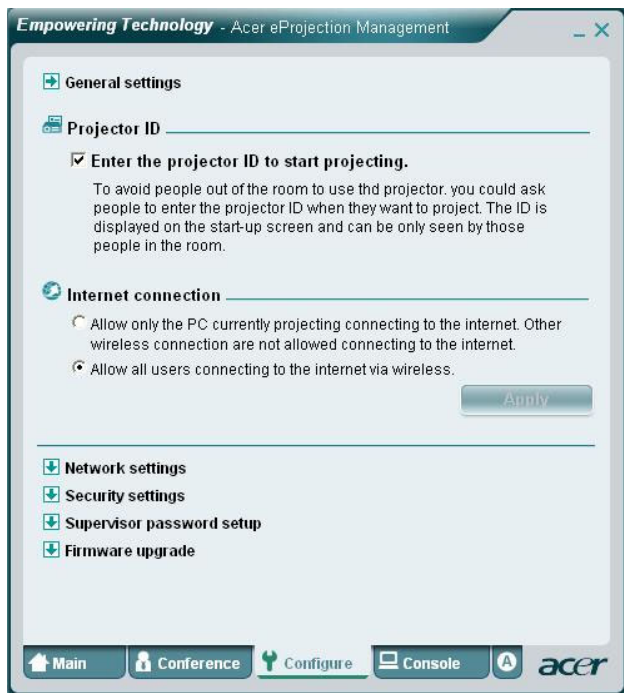 Empowering Technology - Acer eProjection Management
General settings
Projector ID
Enter the projector ID to start projecting.
To avoid people out of the room to use thd projector. you could ask
people to enter the projector ID when they want to project. The ID is
displayed on the start-up screen and can be only seen by those
people in the room.
Internet connection
Allow only the PC currently projecting connecting to the internet. Other
wireless connection are not allowed connecting to the internet.
Allow all users connecting to the internet via wireless.
Apply
Network settings
Security settings
Supervisor password setup
Firmware upgrade
Main Conference Configure Console A acer